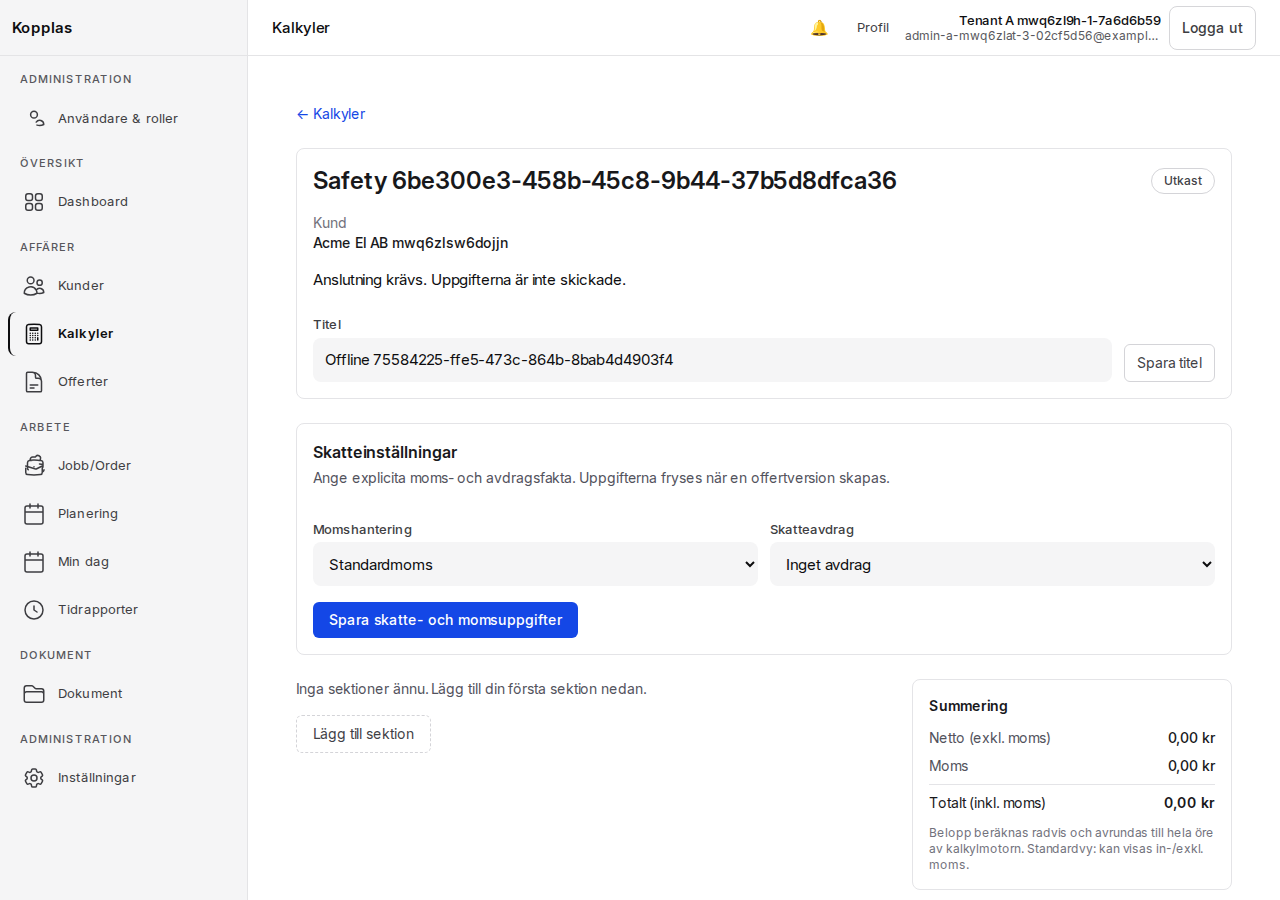 Kopplas
Kalkyler
Profil
Tenant A mwq6zl9h-1-7a6d6b59
admin-a-mwq6zlat-3-02cf5d56@exampl...
Logga ut
ADMINISTRATION
Användare & roller
ÖVERSIKT
Dashboard
AFFÄRER
Kunder
Kalkyler
Offerter
ARBETE
Jobb/Order
Planering
Min dag
Tidrapporter
DOKUMENT
Dokument
ADMINISTRATION
Inställningar
← Kalkyler
Safety 6be300e3-458b-45c8-9b44-37b5d8dfca36
Utkast
Kund
Acme El AB mwq6zlsw6dojjn
Anslutning krävs. Uppgifterna är inte skickade.
Titel
Offline 75584225-ffe5-473c-864b-8bab4d4903f4
Spara titel
Skatteinställningar
Ange explicita moms- och avdragsfakta. Uppgifterna fryses när en offertversion skapas.
Momshantering
Skatteavdrag
Standardmoms
Inget avdrag
Spara skatte- och momsuppgifter
Inga sektioner ännu. Lägg till din första sektion nedan.
Lägg till sektion
Summering
Netto (exkl. moms) 0,00 kr
Moms 0,00 kr
Totalt (inkl. moms) 0,00 kr
Belopp beräknas radvis och avrundas till hela öre
av kalkylmotorn. Standardvy: kan visas in-/exkl.
moms.